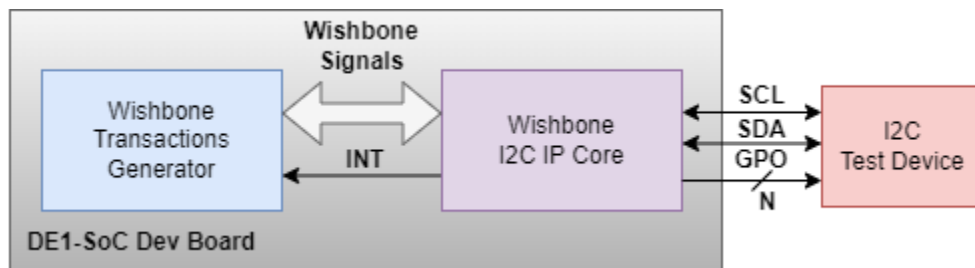 Wishbone
Signals
Wishbone
Transactions
Generator
INT
Wishbone
I2C IP Core
SCL
SDA
GPO
N
I2C
Test Device
DE1-SoC Dev Board